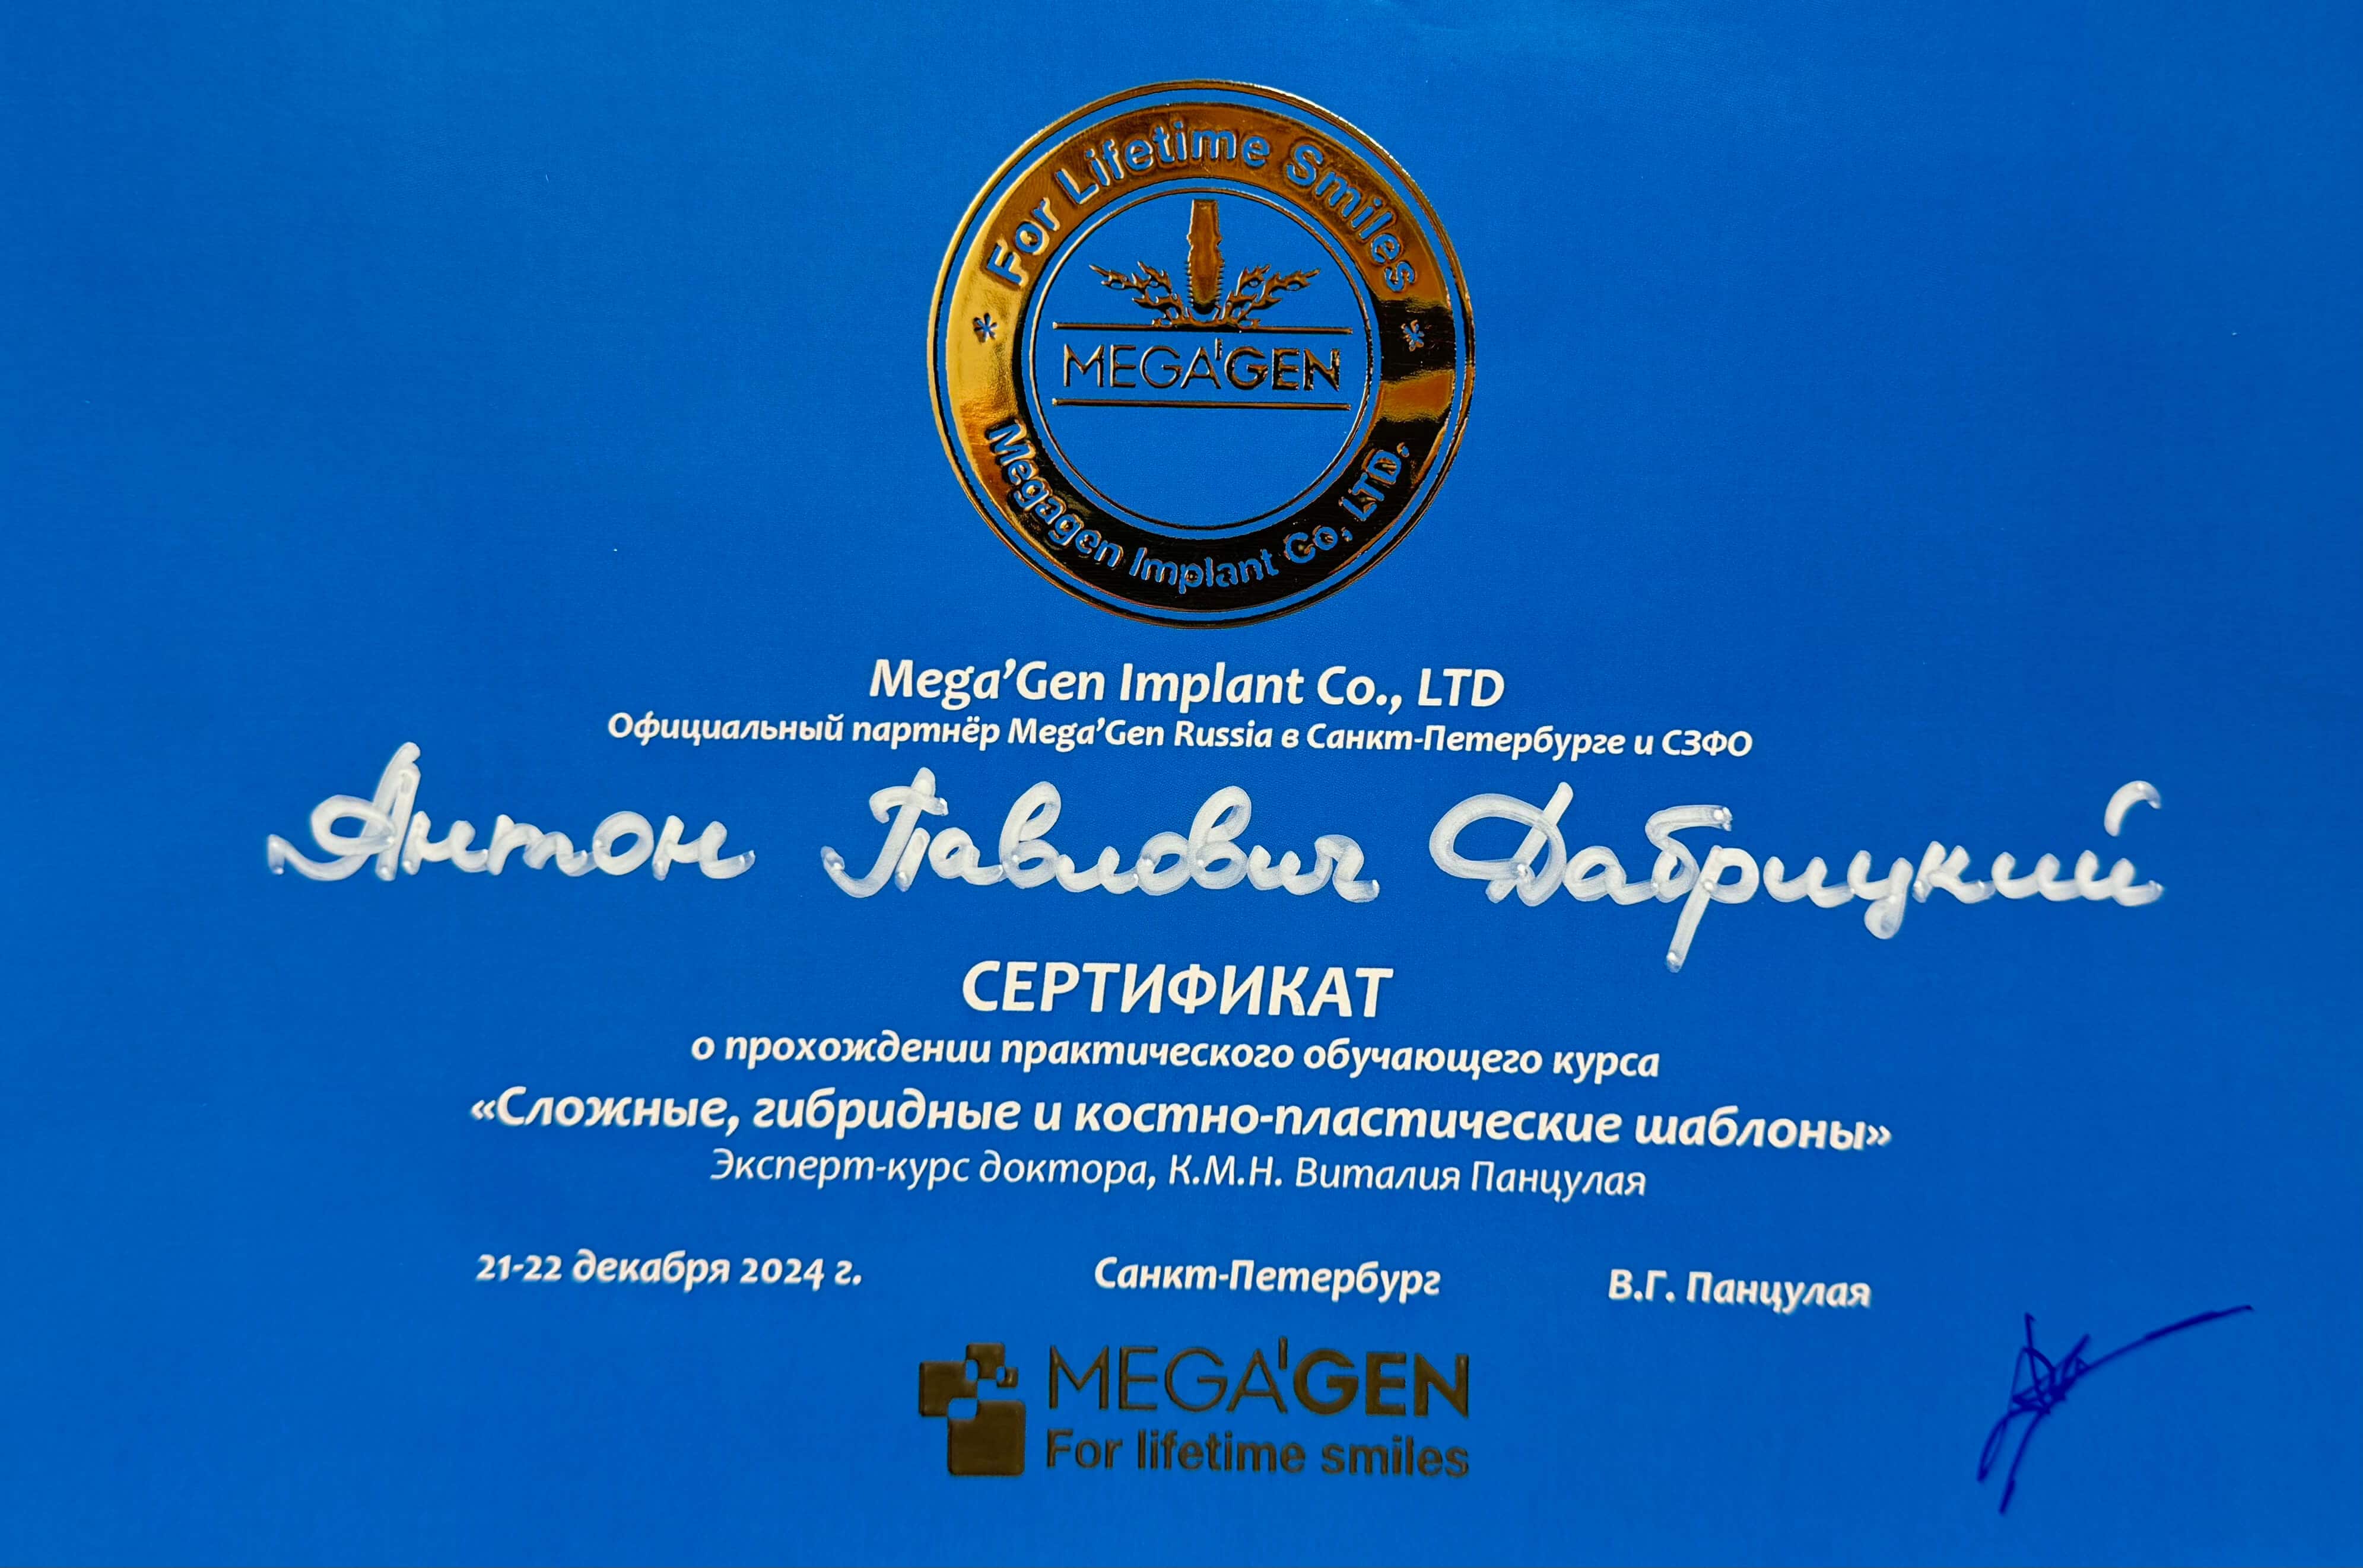 For Lifetime Smiles
MEGA'GEN
Megagen Implant Co, LTD.
Mega’Gen Implant Co., LTD
Официальный партнёр Mega’Gen Russia в Санкт-Петербурге и СЗФО
Антон Павлович Дабрицкий
СЕРТИФИКАТ
о прохождении практического обучающего курса
«Сложные, гибридные и костно-пластические шаблоны»
Эксперт-курс доктора, К.М.Н. Виталия Панцулая
21-22 декабря 2024 г. Санкт-Петербург В.Г. Панцулая
MEGA'GEN
For lifetime smiles